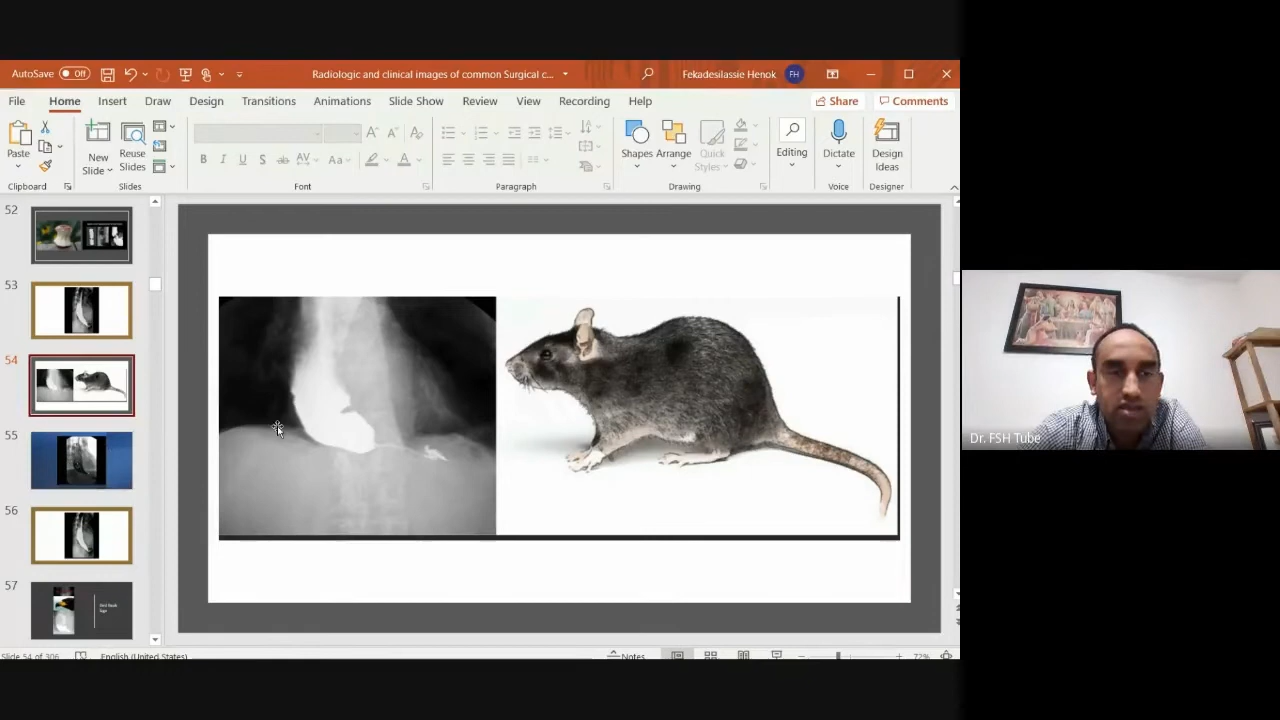 AutoSave Off Radiologic and clinical images of common Surgical c... Fekadesilassie Henok FH
File Home Insert Draw Design Transitions Animations Slide Show Review View Recording Help Share Comments
Paste New Slide Reuse Slides B I U S ab AV Aa A Shapes Arrange Quick Styles Editing Dictate Design Ideas
Clipboard Slides Font Paragraph Drawing Voice Designer
52
53
54
55
56
57
Dr. FSH Tube
Slide 54 of 306 English (United States) Notes 72%